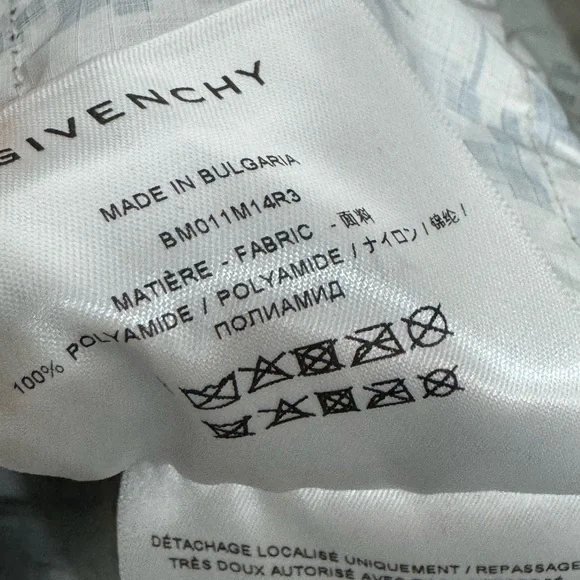 GIVENCHY
MADE IN BULGARIA
BM011M14R3
MATIÈRE - FABRIC - 面料
100% POLYAMIDE / POLYAMIDE / ナイロン / 锦纶 /
ПОЛИАМИД
DÉTACHAGE LOCALISÉ UNIQUEMENT / REPASSAGE
TRÈS DOUX AUTORISÉ